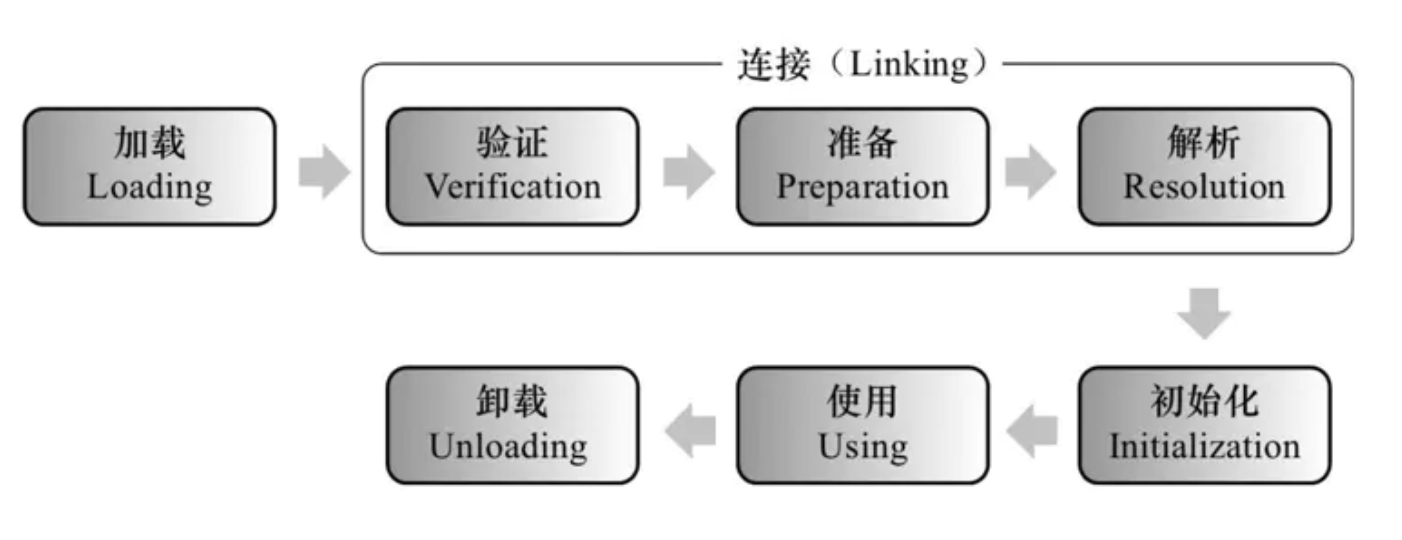 连接（Linking）
加载
Loading
验证
Verification
准备
Preparation
解析
Resolution
初始化
Initialization
使用
Using
卸载
Unloading